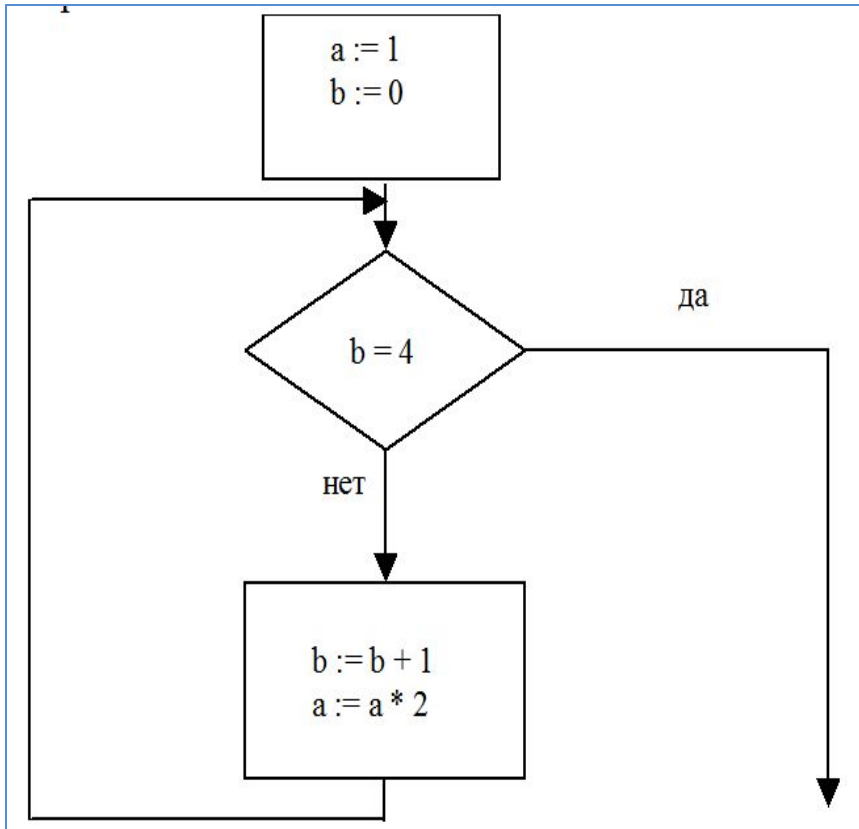 a := 1
b := 0
да
b = 4
нет
b := b + 1
a := a * 2